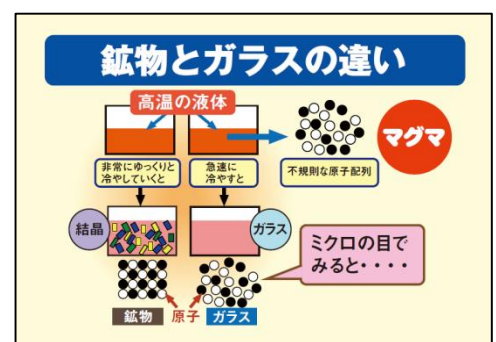 鉱物とガラスの違い
高温の液体
マグマ
非常にゆっくりと
冷やしていくと
急速に
冷やすと
不規則な原子配列
結晶
ガラス
ミクロの目で
みると・・・・
鉱物
原子
ガラス